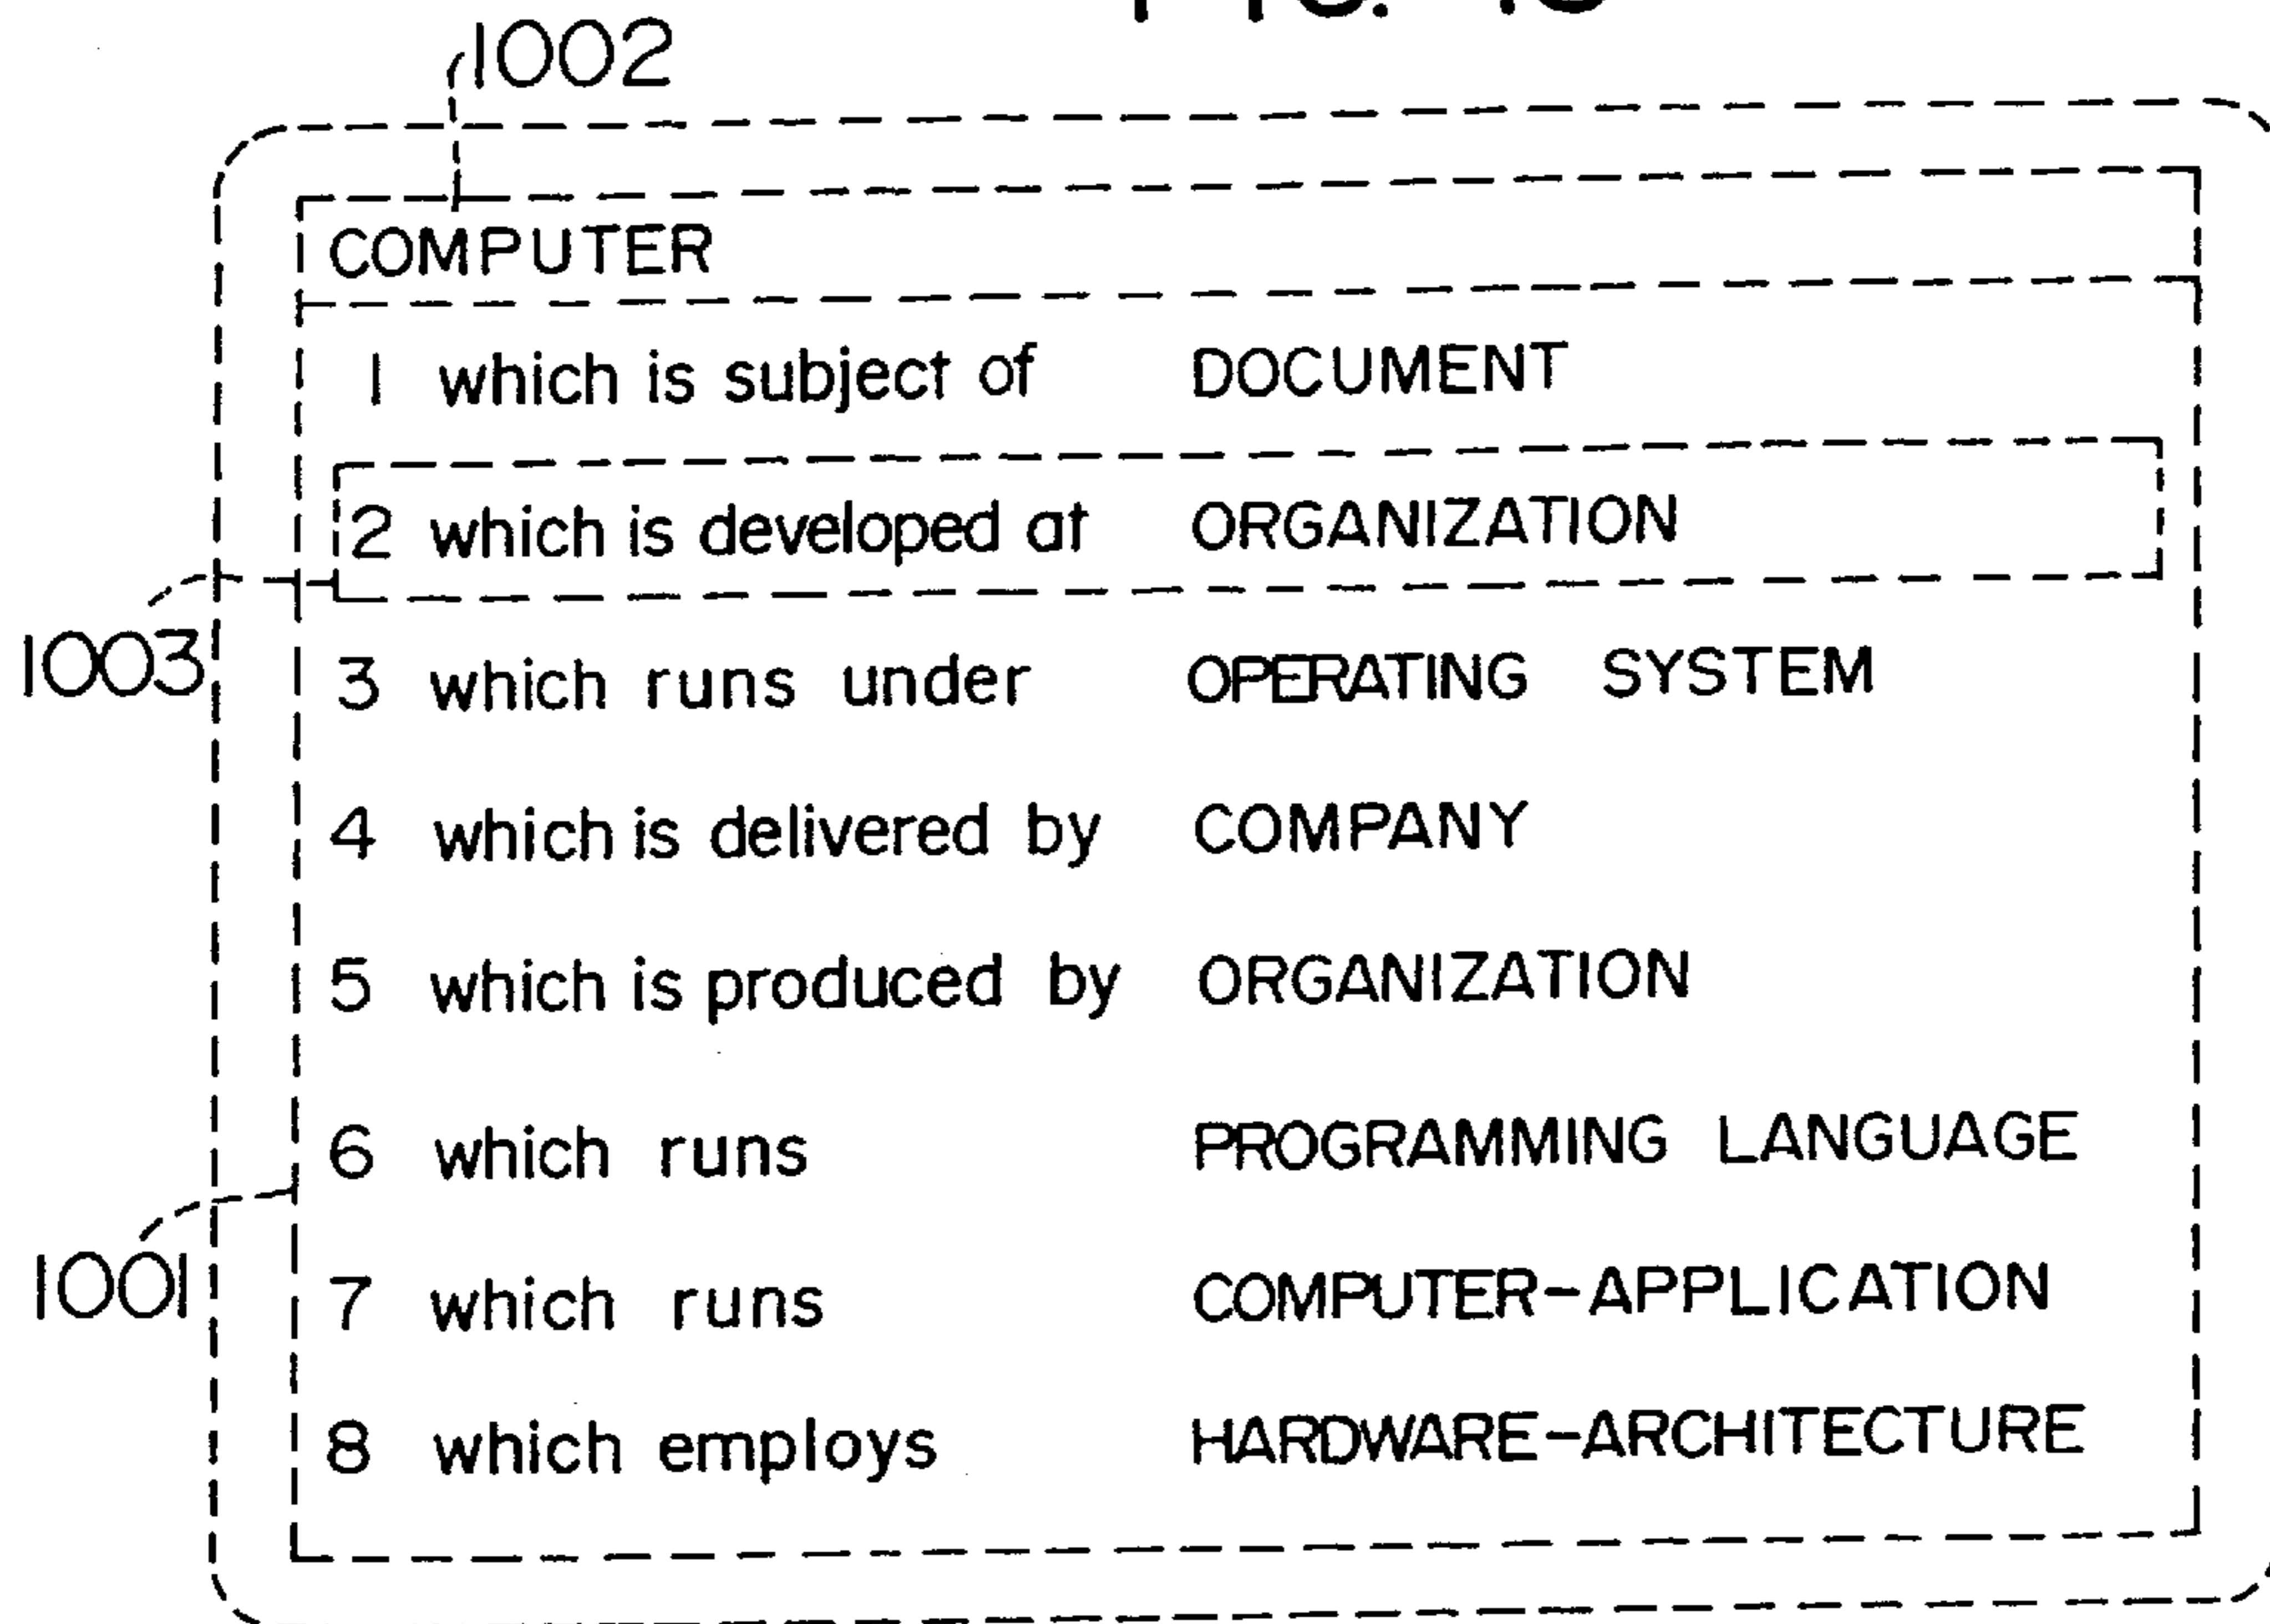 1002
COMPUTER
1 which is subject of DOCUMENT
2 which is developed at ORGANIZATION
1003
3 which runs under OPERATING SYSTEM
4 which is delivered by COMPANY
5 which is produced by ORGANIZATION
6 which runs PROGRAMMING LANGUAGE
1001
7 which runs COMPUTER-APPLICATION
8 which employs HARDWARE-ARCHITECTURE